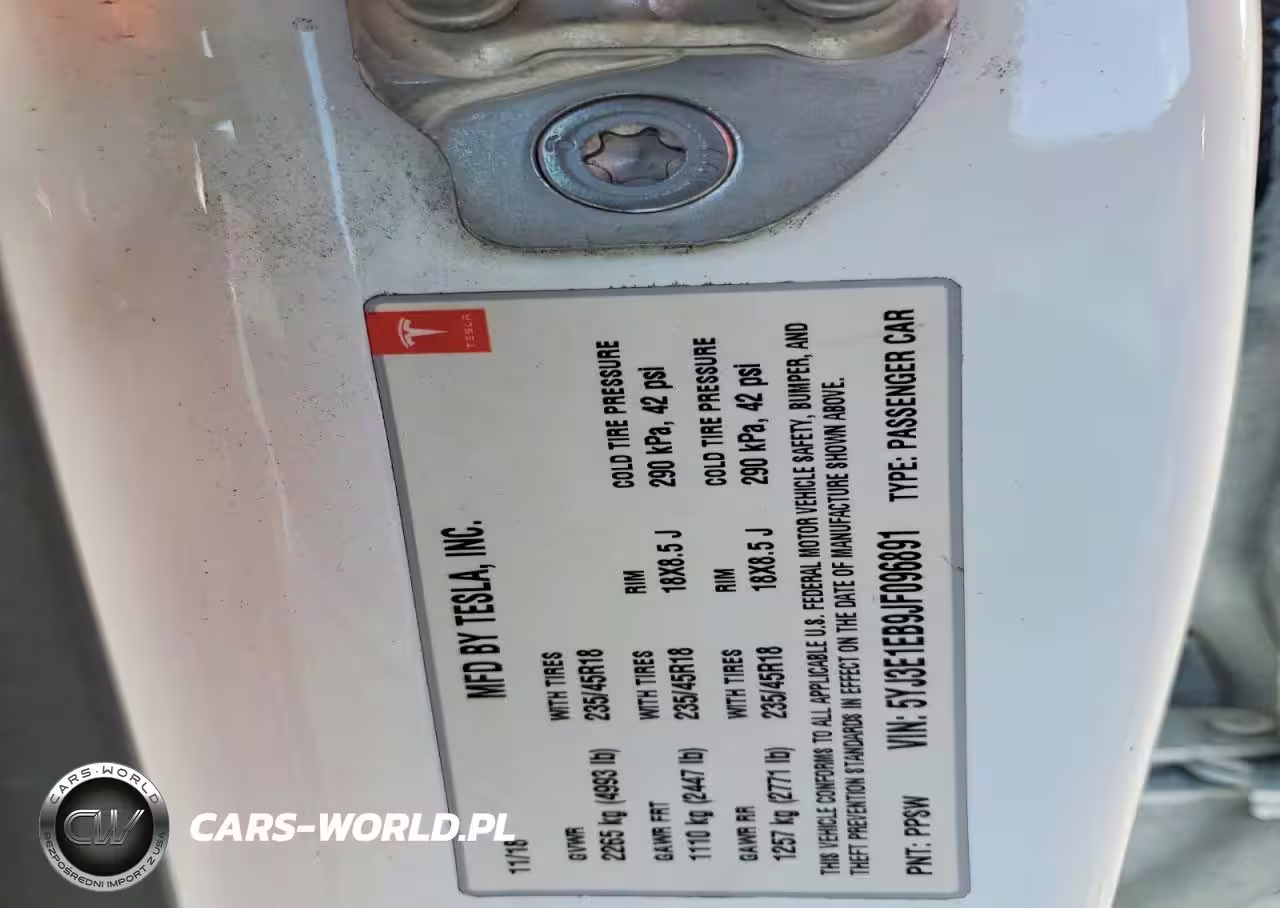 TESLA
MFD BY TESLA, INC.
11/18
GVWR WITH TIRES RIM COLD TIRE PRESSURE
2265 kg (4993 lb) 235/45R18
GAWR FRT WITH TIRES RIM COLD TIRE PRESSURE
1110 kg (2447 lb) 235/45R18 18X8.5 J 290 kPa, 42 psi
GAWR RR WITH TIRES RIM COLD TIRE PRESSURE
1257 kg (2771 lb) 235/45R18 18X8.5 J 290 kPa, 42 psi
THIS VEHICLE CONFORMS TO ALL APPLICABLE U.S. FEDERAL MOTOR VEHICLE SAFETY, BUMPER, AND
THEFT PREVENTION STANDARDS IN EFFECT ON THE DATE OF MANUFACTURE SHOWN ABOVE.
PNT: PPSW VIN: 5YJ3E1EB9JF096891 TYPE: PASSENGER CAR
CARS-WORLD
CW
BEZPOŚREDNI IMPORT Z USA
CARS-WORLD.PL